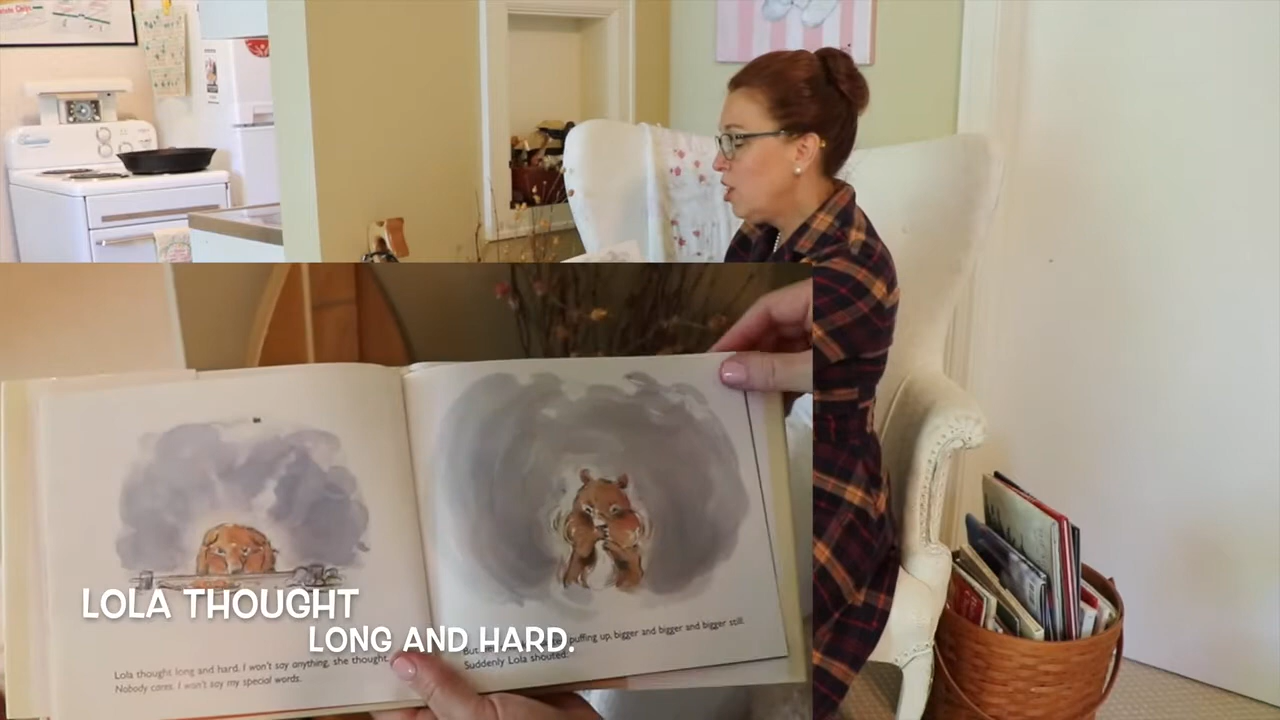 LOLA THOUGHT
LONG AND HARD.
Lola thought long and hard. I won't say anything, she thought.
Nobody cares. I won't say my special words.
puffing up, bigger and bigger and bigger still.
Suddenly Lola shouted: